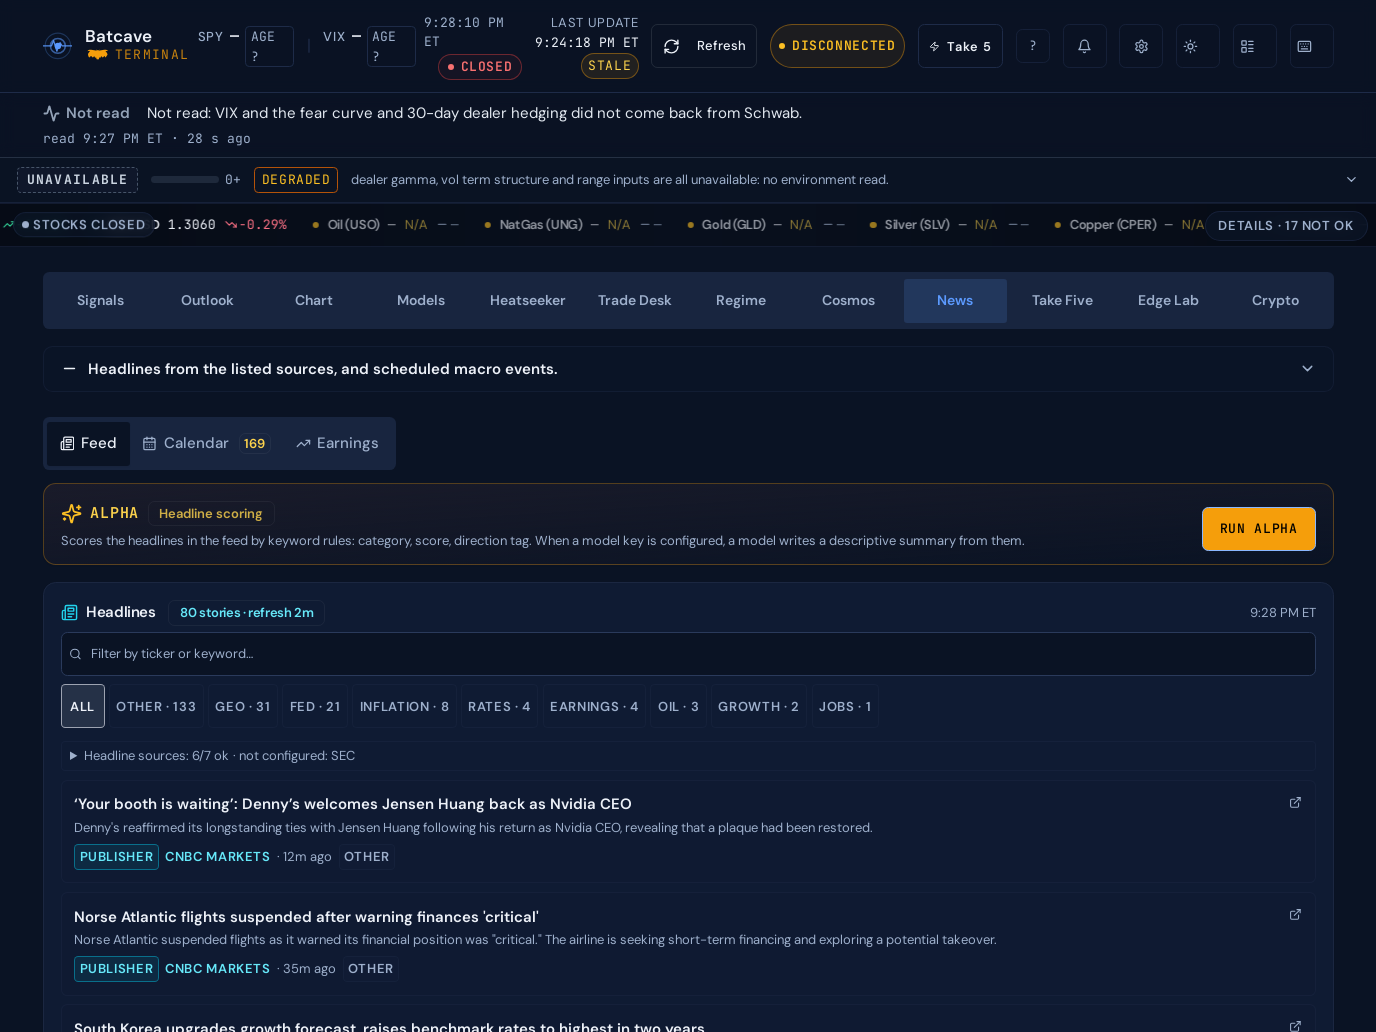 Batcave
TERMINAL
SPY — AGE ?
VIX — AGE ?
9:28:10 PM ET
CLOSED
LAST UPDATE
9:24:18 PM ET
STALE
Refresh
DISCONNECTED
Take 5
?
Not read Not read: VIX and the fear curve and 30-day dealer hedging did not come back from Schwab.
read 9:27 PM ET · 28 s ago
UNAVAILABLE 0+ DEGRADED dealer gamma, vol term structure and range inputs are all unavailable: no environment read.
STOCKS CLOSED 1.3060 -0.29% Oil (USO) — N/A —— NatGas (UNG) — N/A —— Gold (GLD) — N/A —— Silver (SLV) — N/A —— Copper (CPER) — N/A DETAILS · 17 NOT OK
Signals Outlook Chart Models Heatseeker Trade Desk Regime Cosmos News Take Five Edge Lab Crypto
— Headlines from the listed sources, and scheduled macro events.
Feed Calendar 169 Earnings
ALPHA Headline scoring
Scores the headlines in the feed by keyword rules: category, score, direction tag. When a model key is configured, a model writes a descriptive summary from them.
RUN ALPHA
Headlines 80 stories · refresh 2m 9:28 PM ET
Filter by ticker or keyword…
ALL OTHER · 133 GEO · 31 FED · 21 INFLATION · 8 RATES · 4 EARNINGS · 4 OIL · 3 GROWTH · 2 JOBS · 1
Headline sources: 6/7 ok · not configured: SEC
‘Your booth is waiting’: Denny’s welcomes Jensen Huang back as Nvidia CEO
Denny's reaffirmed its longstanding ties with Jensen Huang following his return as Nvidia CEO, revealing that a plaque had been restored.
PUBLISHER CNBC MARKETS · 12m ago OTHER
Norse Atlantic flights suspended after warning finances 'critical'
Norse Atlantic suspended flights as it warned its financial position was "critical." The airline is seeking short-term financing and exploring a potential takeover.
PUBLISHER CNBC MARKETS · 35m ago OTHER
South Korea upgrades growth forecast, raises benchmark rates to highest in two years